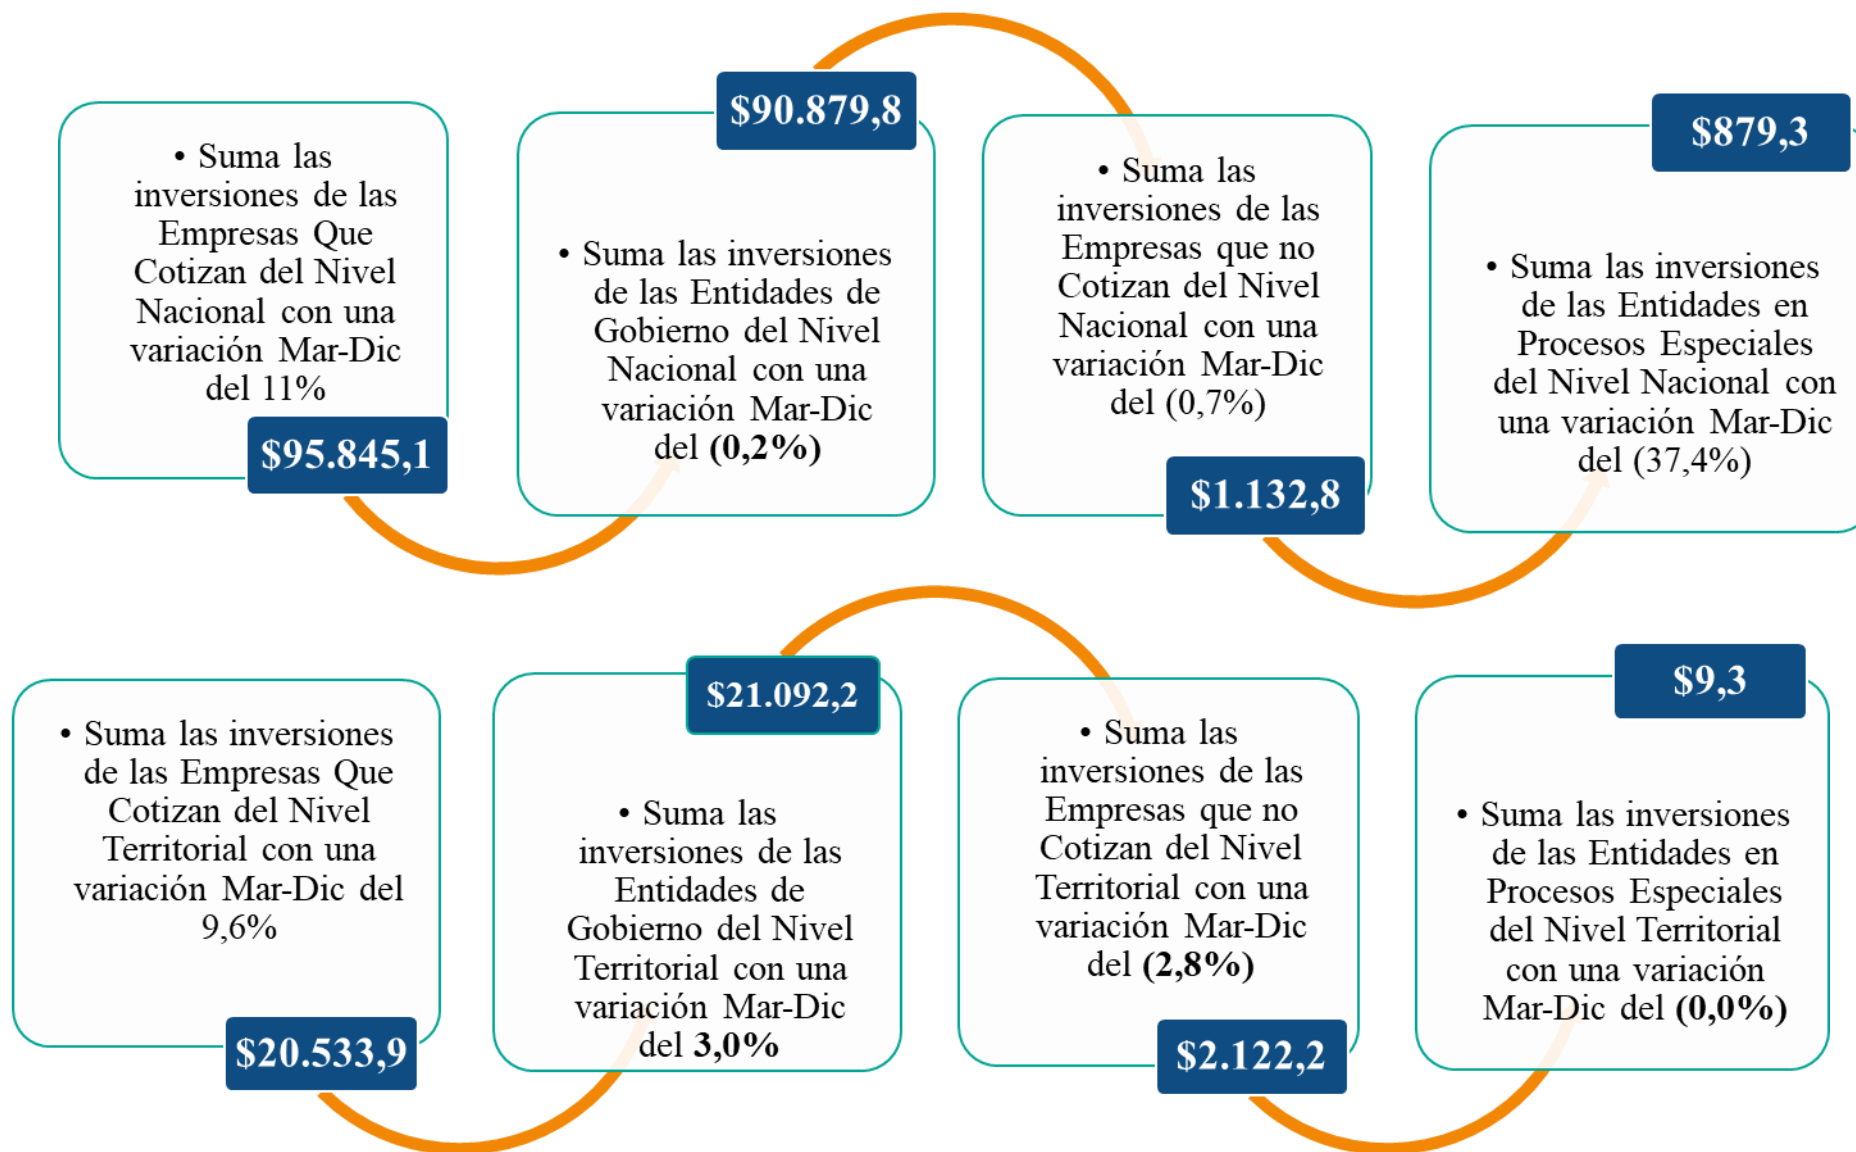 • Suma las
inversiones de las
Empresas Que
Cotizan del Nivel
Nacional con una
variación Mar-Dic
del 11%
$95.845,1
$90.879,8
• Suma las inversiones
de las Entidades de
Gobierno del Nivel
Nacional con una
variación Mar-Dic
del (0,2%)
• Suma las
inversiones de las
Empresas que no
Cotizan del Nivel
Nacional con una
variación Mar-Dic
del (0,7%)
$1.132,8
$879,3
• Suma las inversiones
de las Entidades en
Procesos Especiales
del Nivel Nacional con
una variación Mar-Dic
del (37,4%)
• Suma las inversiones
de las Empresas Que
Cotizan del Nivel
Territorial con una
variación Mar-Dic del
9,6%
$20.533,9
$21.092,2
• Suma las
inversiones de las
Entidades de
Gobierno del Nivel
Territorial con una
variación Mar-Dic
del 3,0%
• Suma las
inversiones de las
Empresas que no
Cotizan del Nivel
Territorial con una
variación Mar-Dic
del (2,8%)
$2.122,2
$9,3
• Suma las inversiones
de las Entidades en
Procesos Especiales
del Nivel Territorial
con una variación
Mar-Dic del (0,0%)